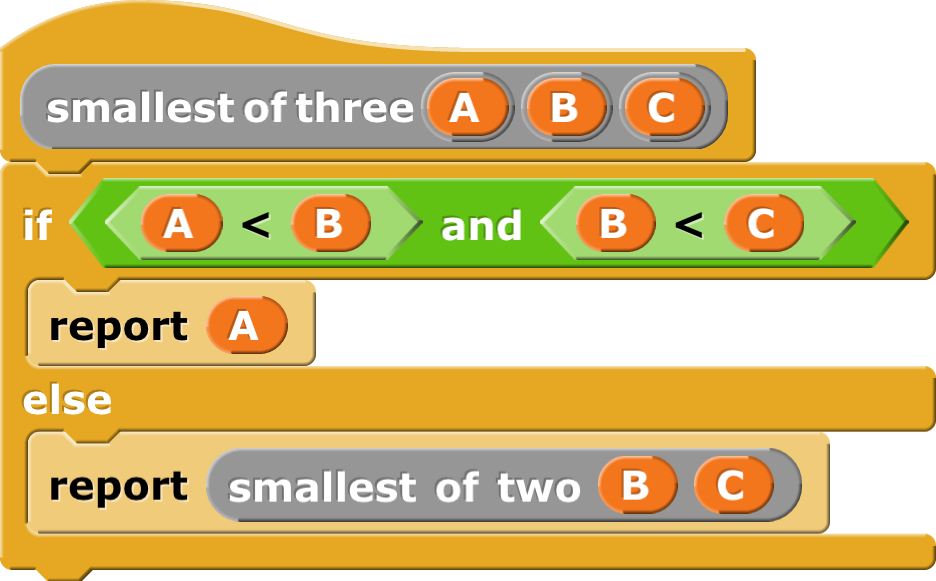 smallest of three A B C
if A < B and B < C
report A
else
report smallest of two B C